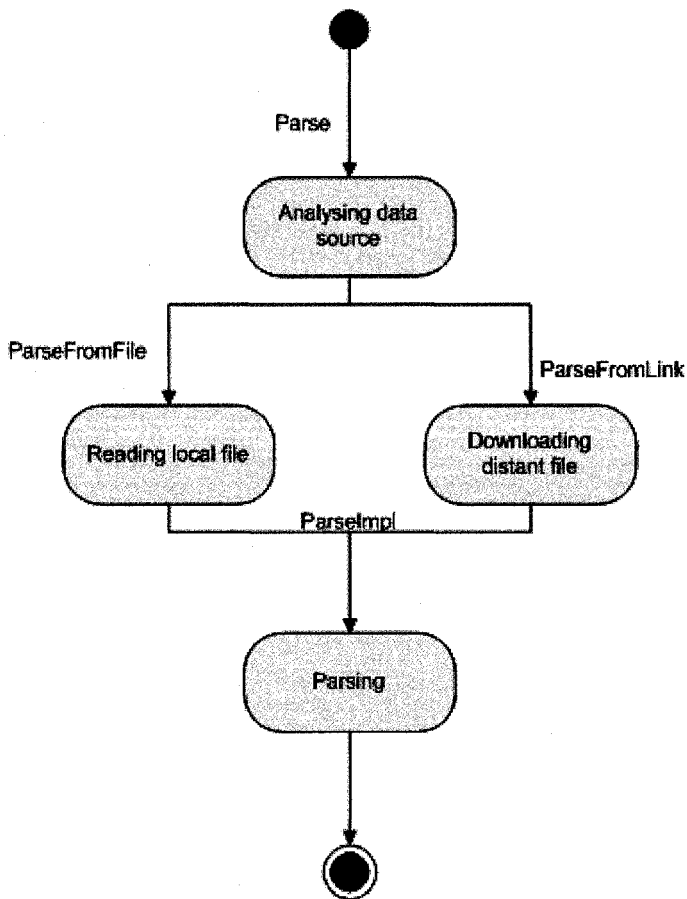 Parse
Analysing data
source
ParseFromFile
ParseFromLink
Reading local file
Downloading
distant file
ParseImpl
Parsing